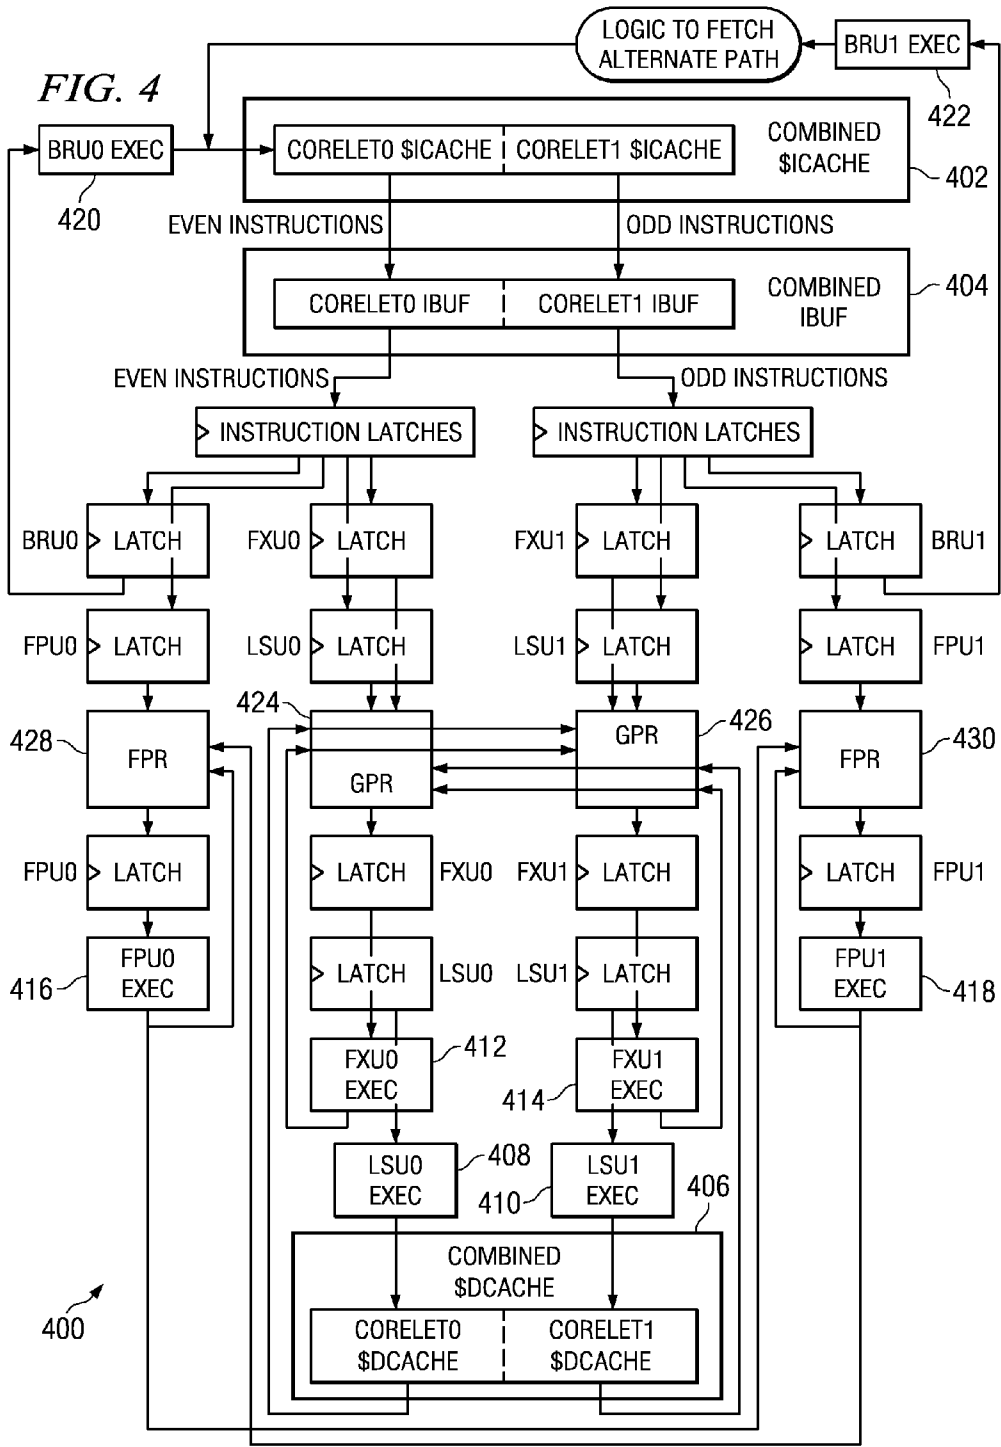 LOGIC TO FETCH
ALTERNATE PATH
BRU1 EXEC
422
FIG. 4
BRU0 EXEC
420
CORELET0 $ICACHE
CORELET1 $ICACHE
COMBINED
$ICACHE
402
EVEN INSTRUCTIONS
ODD INSTRUCTIONS
CORELET0 IBUF
CORELET1 IBUF
COMBINED
IBUF
404
EVEN INSTRUCTIONS
ODD INSTRUCTIONS
INSTRUCTION LATCHES
INSTRUCTION LATCHES
BRU0
LATCH
FXU0
LATCH
FXU1
LATCH
LATCH
BRU1
FPU0
LATCH
LSU0
LATCH
LSU1
LATCH
LATCH
FPU1
428
FPR
424
GPR
GPR
426
FPR
430
FPU0
LATCH
LATCH
FXU0
FXU1
LATCH
LATCH
FPU1
416
FPU0
EXEC
LATCH
LSU0
LSU1
LATCH
FPU1
EXEC
418
FXU0
EXEC
412
414
FXU1
EXEC
LSU0
EXEC
408
410
LSU1
EXEC
406
COMBINED
$DCACHE
CORELET0
$DCACHE
CORELET1
$DCACHE
400